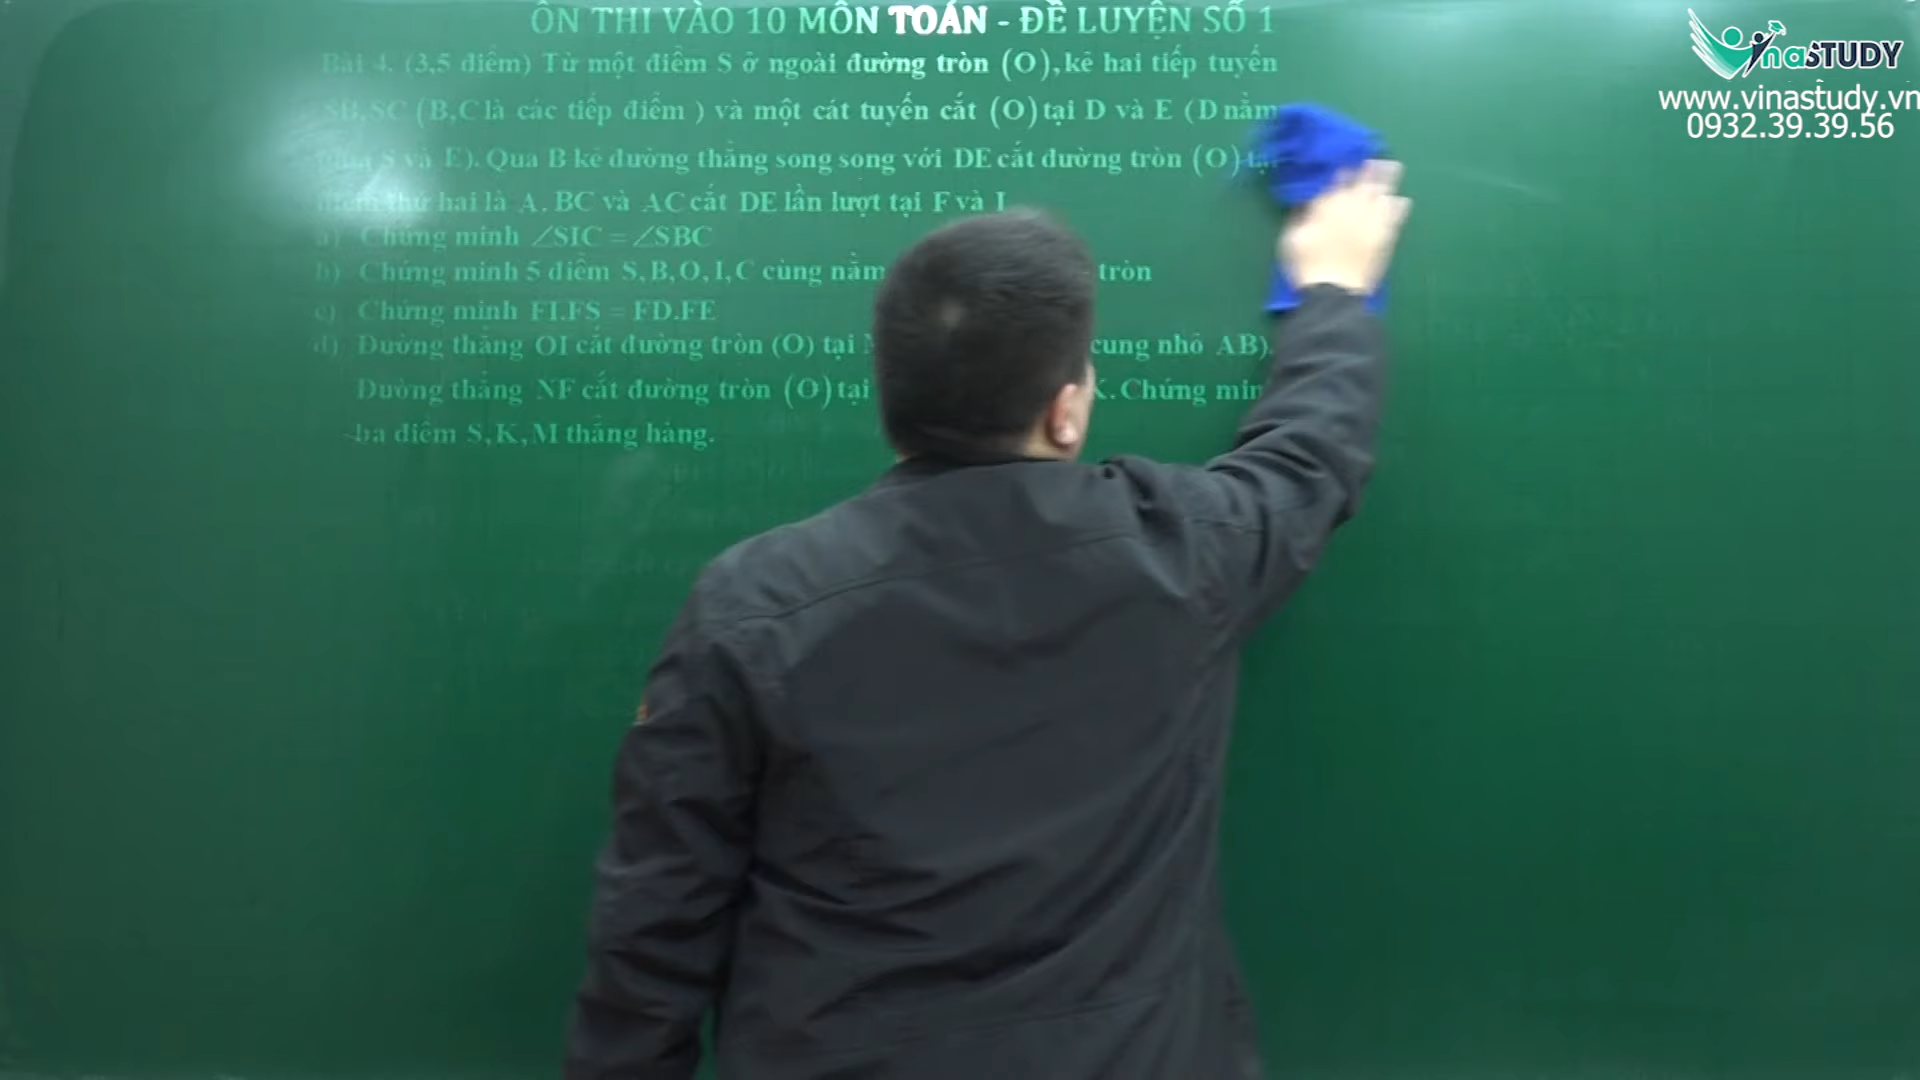 ÔN THI VÀO 10 MÔN TOÁN - ĐỀ LUYỆN SỐ 1
VinaSTUDY
www.vinastudy.vn
0932.39.39.56
Bài 4. (3,5 điểm) Từ một điểm S ở ngoài đường tròn (O), kẻ hai tiếp tuyến
SB,SC (B,C là các tiếp điểm ) và một cát tuyến cắt (O) tại D và E (D nằm
S và E). Qua B kẻ đường thẳng song song với DE cắt đường tròn (O) tại
điểm thứ hai là A. BC và AC cắt DE lần lượt tại F và I
a) Chứng minh ∠SIC = ∠SBC
b) Chứng minh 5 điểm S,B,O,I,C cùng nằm tròn
c) Chứng minh FI.FS = FD.FE
d) Đường thẳng OI cắt đường tròn (O) tại cung nhỏ AB).
Đường thẳng NF cắt đường tròn (O) tại K. Chứng
ba điểm S,K,M thẳng hàng.